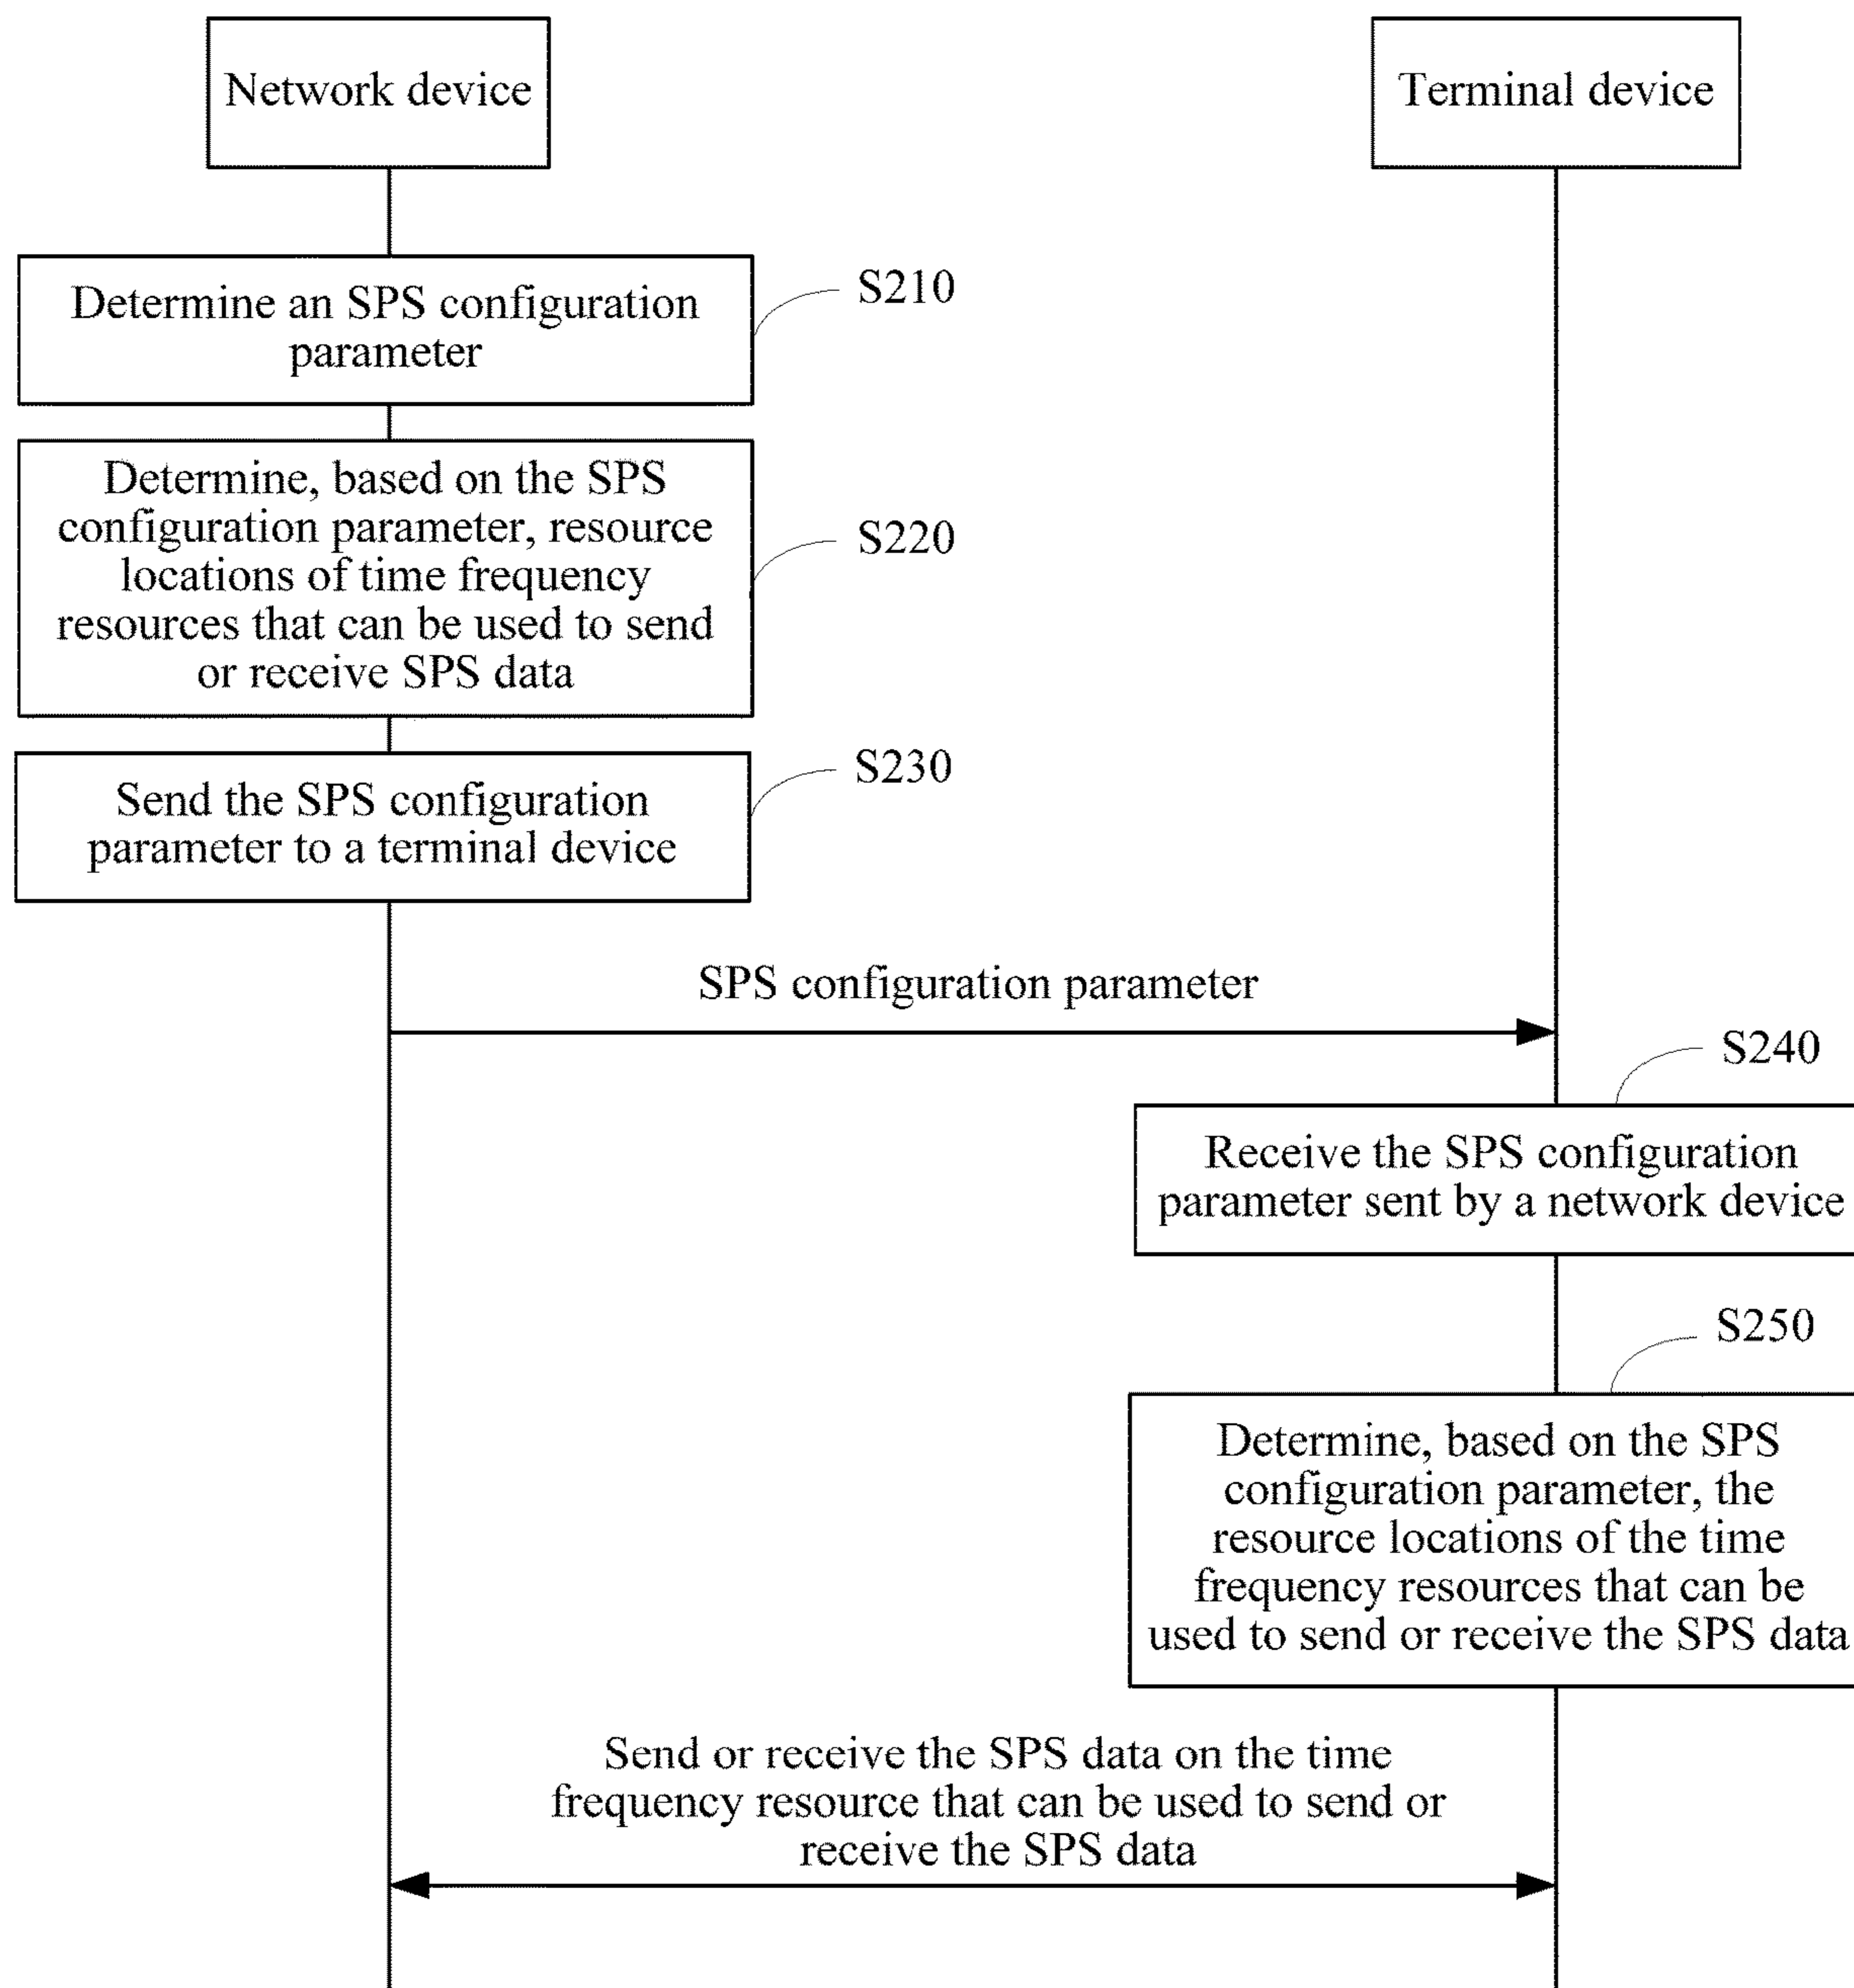 Network device
Terminal device
Determine an SPS configuration
parameter
S210
Determine, based on the SPS
configuration parameter, resource
locations of time frequency
resources that can be used to send
or receive SPS data
S220
Send the SPS configuration
parameter to a terminal device
S230
SPS configuration parameter
S240
Receive the SPS configuration
parameter sent by a network device
S250
Determine, based on the SPS
configuration parameter, the
resource locations of the time
frequency resources that can be
used to send or receive the SPS data
Send or receive the SPS data on the time
frequency resource that can be used to send or
receive the SPS data